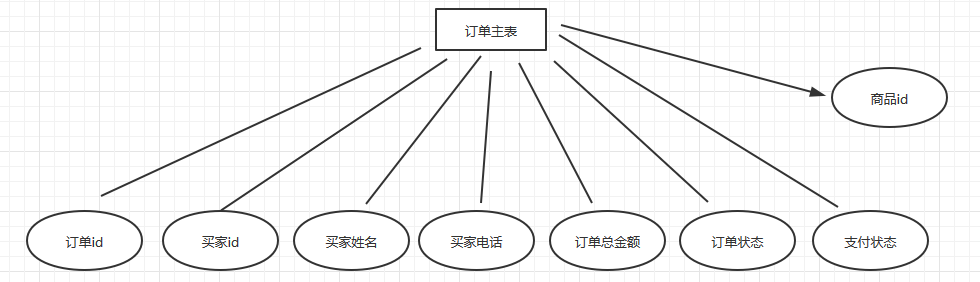 订单主表
商品id
订单id
买家id
买家姓名
买家电话
订单总金额
订单状态
支付状态